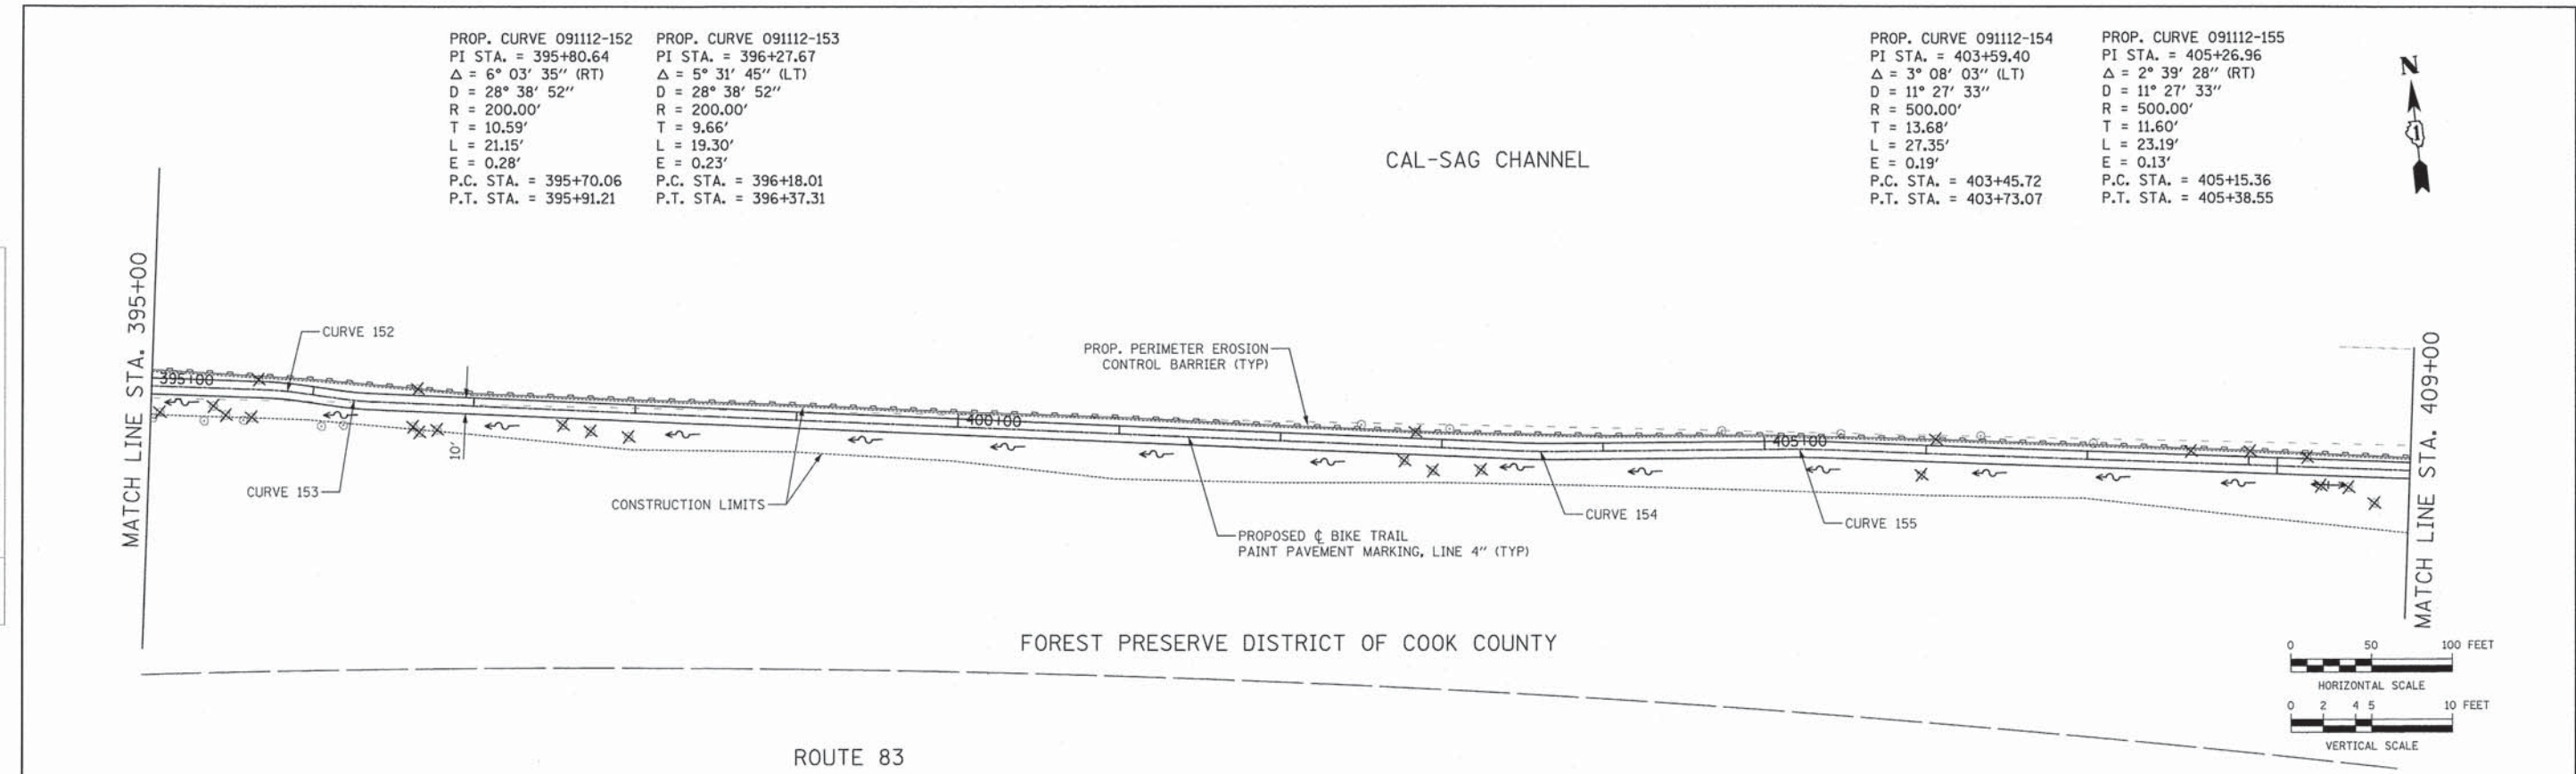 PROP. CURVE 091112-152
PI STA. = 395+80.64
Δ = 6° 03' 35" (RT)
D = 28° 38' 52"
R = 200.00'
T = 10.59'
L = 21.15'
E = 0.28'
P.C. STA. = 395+70.06
P.T. STA. = 395+91.21
PROP. CURVE 091112-153
PI STA. = 396+27.67
Δ = 5° 31' 45" (LT)
D = 28° 38' 52"
R = 200.00'
T = 9.66'
L = 19.30'
E = 0.23'
P.C. STA. = 396+18.01
P.T. STA. = 396+37.31
PROP. CURVE 091112-154
PI STA. = 403+59.40
Δ = 3° 08' 03" (LT)
D = 11° 27' 33"
R = 500.00'
T = 13.68'
L = 27.35'
E = 0.19'
P.C. STA. = 403+45.72
P.T. STA. = 403+73.07
PROP. CURVE 091112-155
PI STA. = 405+26.96
Δ = 2° 39' 28" (RT)
D = 11° 27' 33"
R = 500.00'
T = 11.60'
L = 23.19'
E = 0.13'
P.C. STA. = 405+15.36
P.T. STA. = 405+38.55
N
1
CAL-SAG CHANNEL
MATCH LINE STA. 395+00
395+00
CURVE 152
CURVE 153
10'
CONSTRUCTION LIMITS
400+00
PROP. PERIMETER EROSION
CONTROL BARRIER (TYP)
PROPOSED ℄ BIKE TRAIL
PAINT PAVEMENT MARKING, LINE 4" (TYP)
CURVE 154
405+00
CURVE 155
MATCH LINE STA. 409+00
FOREST PRESERVE DISTRICT OF COOK COUNTY
ROUTE 83
0 50 100 FEET
HORIZONTAL SCALE
0 2 4 5 10 FEET
VERTICAL SCALE